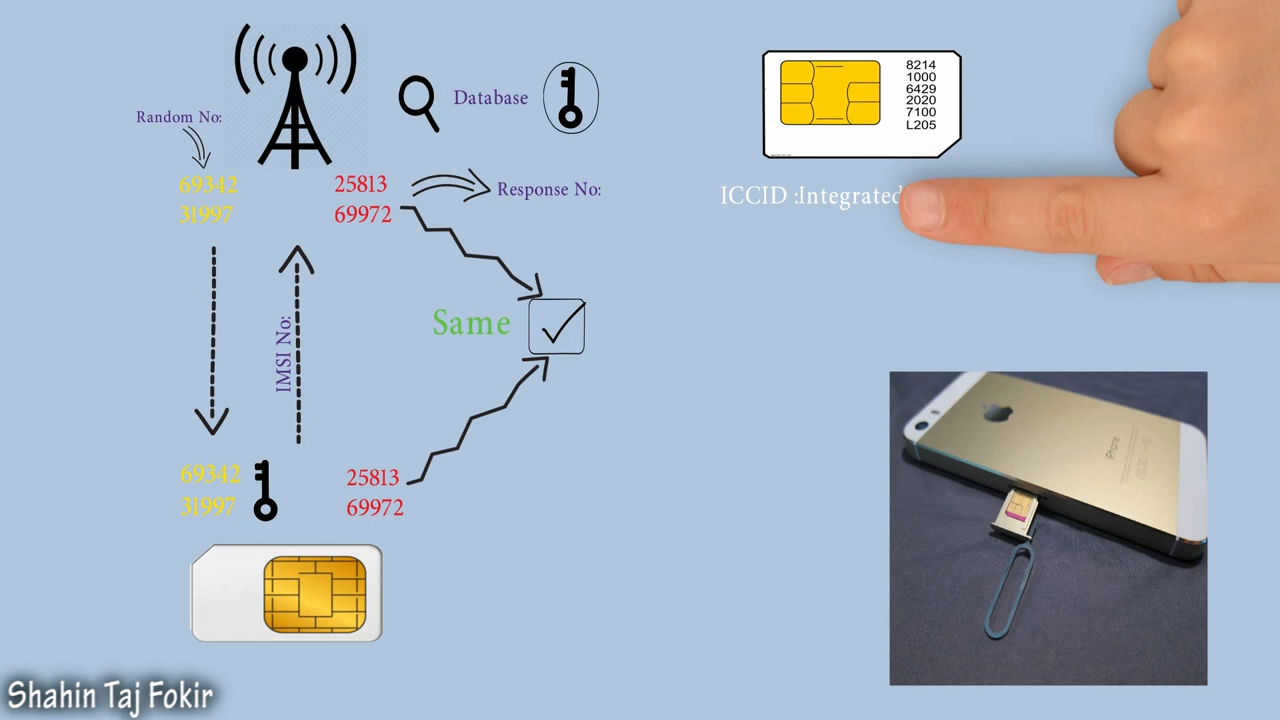 Random No:
Database
69342
31997
25813
69972
Response No:
IMSI No:
Same
69342
31997
25813
69972
8214
1000
6429
2020
7100
L205
ICCID :Integrated
iPhone
Shahin Taj Fokir